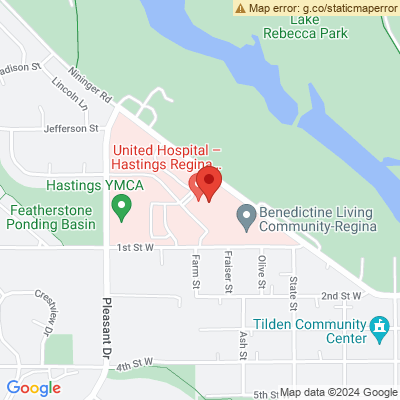 Map error: g.co/staticmaperror
Lake
Rebecca Park
adison St
Nininger Rd
Lincoln Ln
Jefferson St
United Hospital –
Hastings Regina...
Hastings YMCA
Featherstone
Ponding Basin
Benedictine Living
Community-Regina
1st St W
Farm St
Fraiser St
Olive St
State St
2nd St W
Crestview Dr
Pleasant Dr
Tilden Community
Center
Ash St
4th St W
5th St
Google
Map data ©2024 Google